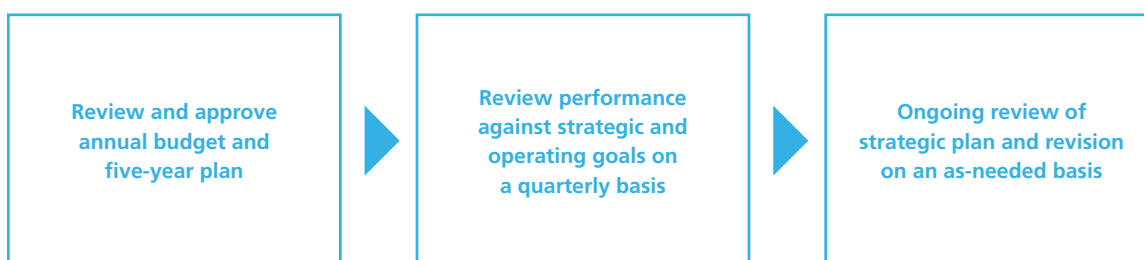 Review and approve
annual budget and
five-year plan
Review performance
against strategic and
operating goals on
a quarterly basis
Ongoing review of
strategic plan and revision
on an as-needed basis